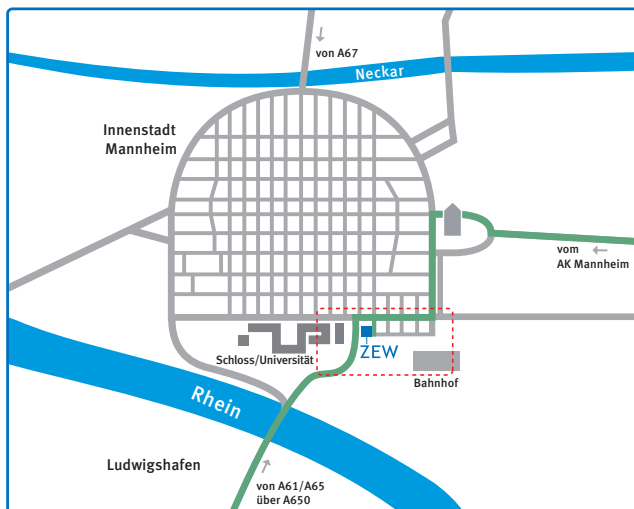 von A67
Neckar
Innenstadt
Mannheim
vom
AK Mannheim
ZEW
Schloss/Universität
Bahnhof
Rhein
Ludwigshafen
von A61/A65
über A650